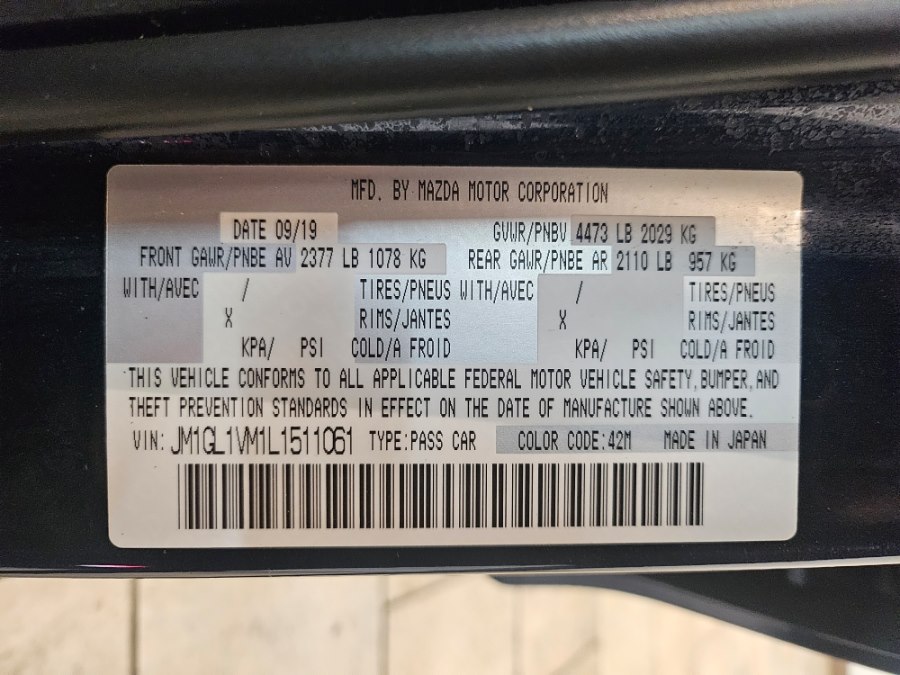 MFD. BY MAZDA MOTOR CORPORATION
DATE 09/19 GVWR/PNBV 4473 LB 2029 KG
FRONT GAWR/PNBE AV 2377 LB 1078 KG REAR GAWR/PNBE AR 2110 LB 957 KG
WITH/AVEC / TIRES/PNEUS WITH/AVEC / TIRES/PNEUS
X RIMS/JANTES X RIMS/JANTES
KPA/ PSI COLD/A FROID KPA/ PSI COLD/A FROID
THIS VEHICLE CONFORMS TO ALL APPLICABLE FEDERAL MOTOR VEHICLE SAFETY, BUMPER, AND
THEFT PREVENTION STANDARDS IN EFFECT ON THE DATE OF MANUFACTURE SHOWN ABOVE.
VIN: JM1GL1VM1L1511061 TYPE:PASS CAR COLOR CODE:42M MADE IN JAPAN